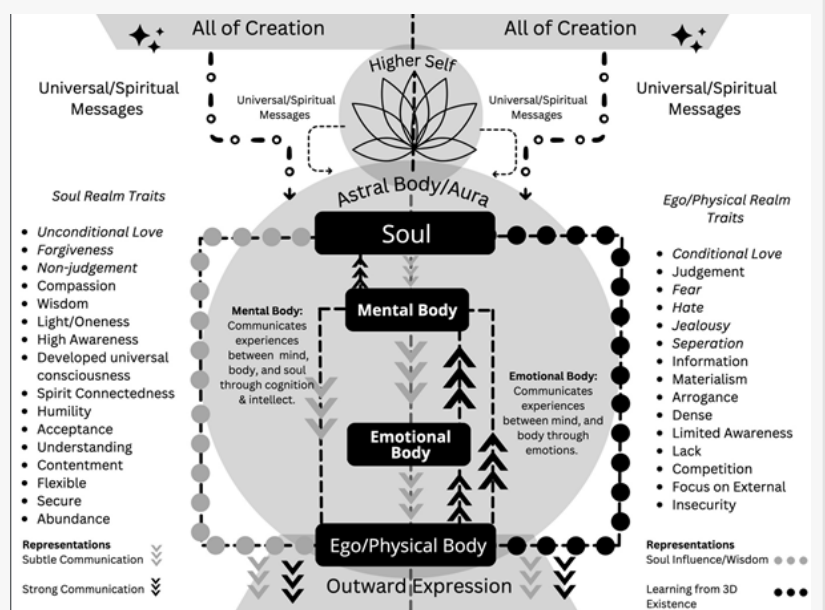 All of Creation
All of Creation
Higher Self
Universal/Spiritual
Messages
Universal/Spiritual
Messages
Universal/Spiritual
Messages
Universal/Spiritual
Messages
Astral Body/Aura
Soul Realm Traits
Unconditional Love
Forgiveness
Non-judgement
Compassion
Wisdom
Light/Oneness
High Awareness
Developed universal
consciousness
Spirit Connectedness
Humility
Acceptance
Understanding
Contentment
Flexible
Secure
Abundance
Representations
Subtle Communication
Strong Communication
Soul
Mental Body
Mental Body:
Communicates
experiences
between mind,
body, and soul
through cognition
& intellect.
Emotional Body:
Communicates
experiences
between mind, and
body through
emotions.
Emotional
Body
Ego/Physical Body
Outward Expression
Ego/Physical Realm
Traits
Conditional Love
Judgement
Fear
Hate
Jealousy
Seperation
Information
Materialism
Arrogance
Dense
Limited Awareness
Lack
Competition
Focus on External
Insecurity
Representations
Soul Influence/Wisdom
Learning from 3D
Existence